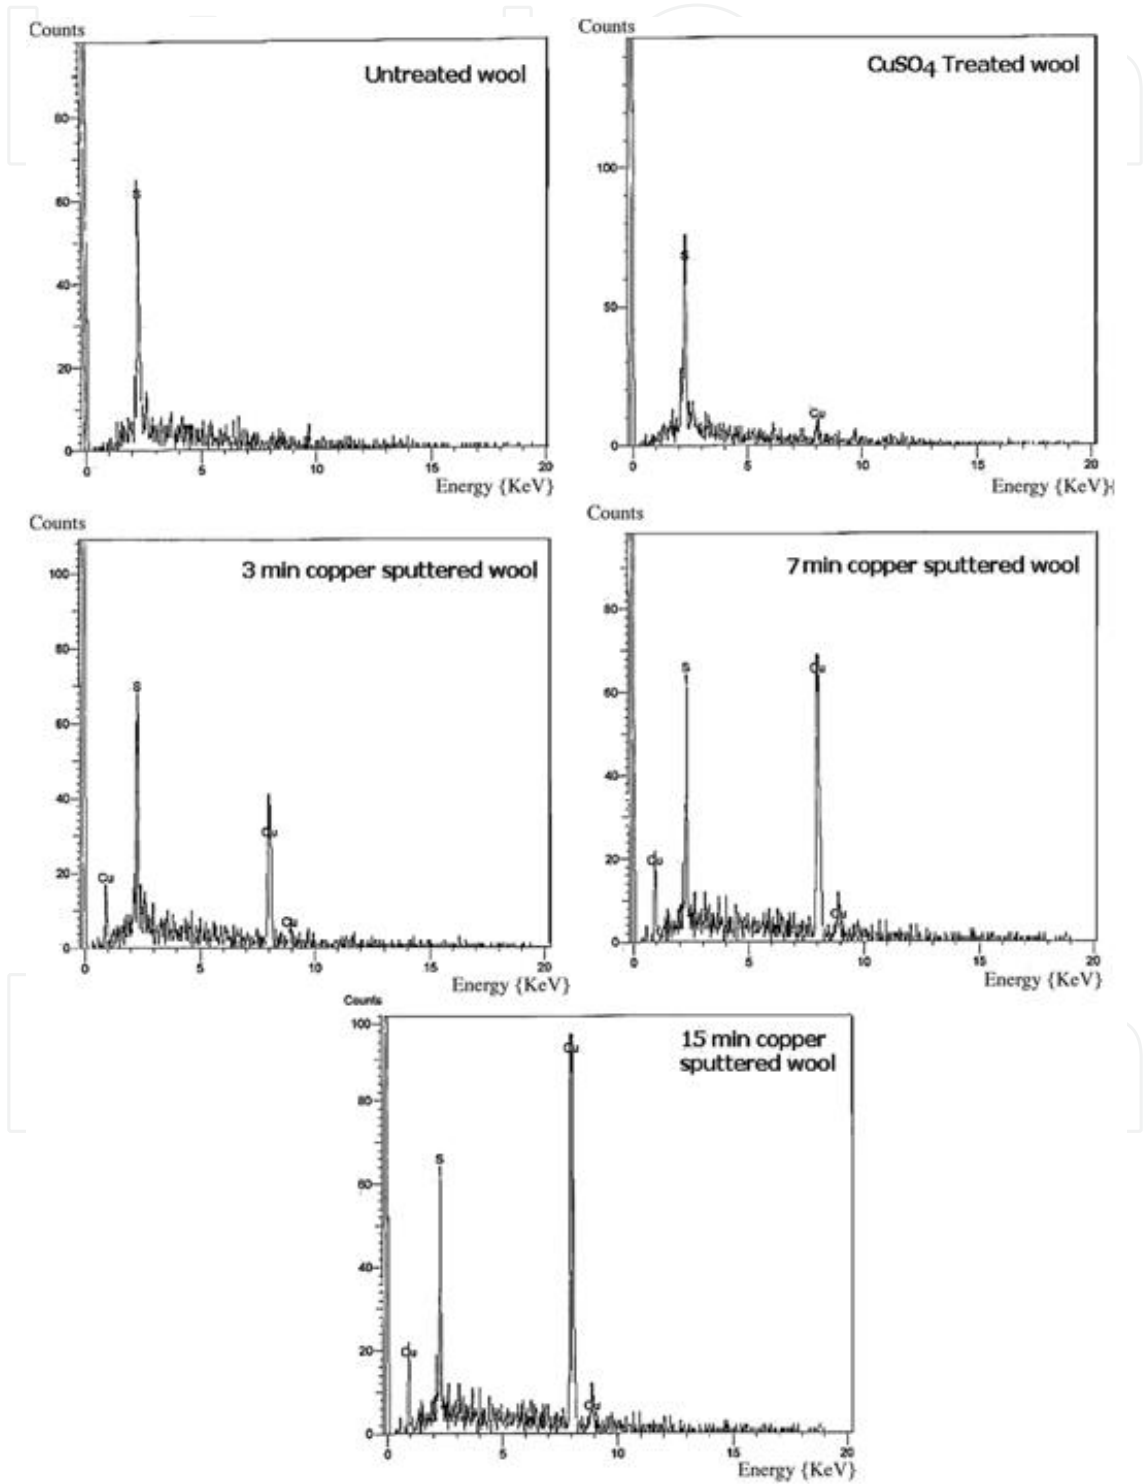 Counts
Untreated wool
80
60
S
40
20
0
0 5 10 15 20
Energy {KeV}
Counts
CuSO4 Treated wool
100
S
50
Cu
0
0 5 10 15 20
Energy {KeV}
Counts
3 min copper sputtered wool
100
80
S
60
40
Cu
20
Cu
Cu
0
0 5 10 15 20
Energy {KeV}
Counts
7 min copper sputtered wool
80
S
Cu
60
40
20
Cu
Cu
0
0 5 10 15 20
Energy {KeV}
Counts
15 min copper
sputtered wool
100
Cu
80
S
60
40
20
Cu
Cu
0
0 5 10 15 20
Energy {KeV}